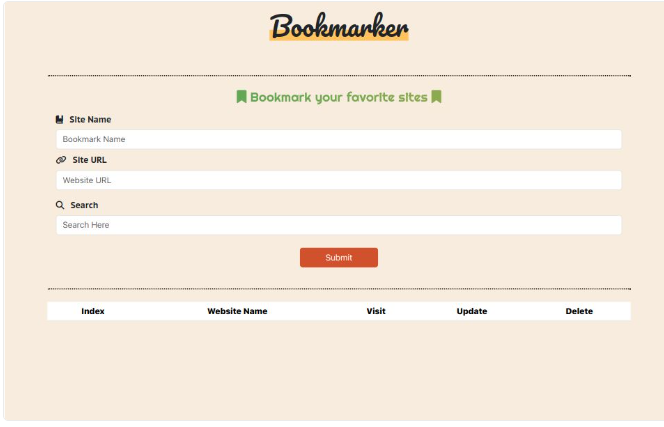 Bookmarker
Bookmark your favorite sites
Site Name
Bookmark Name
Site URL
Website URL
Search
Search Here
Submit
Index Website Name Visit Update Delete